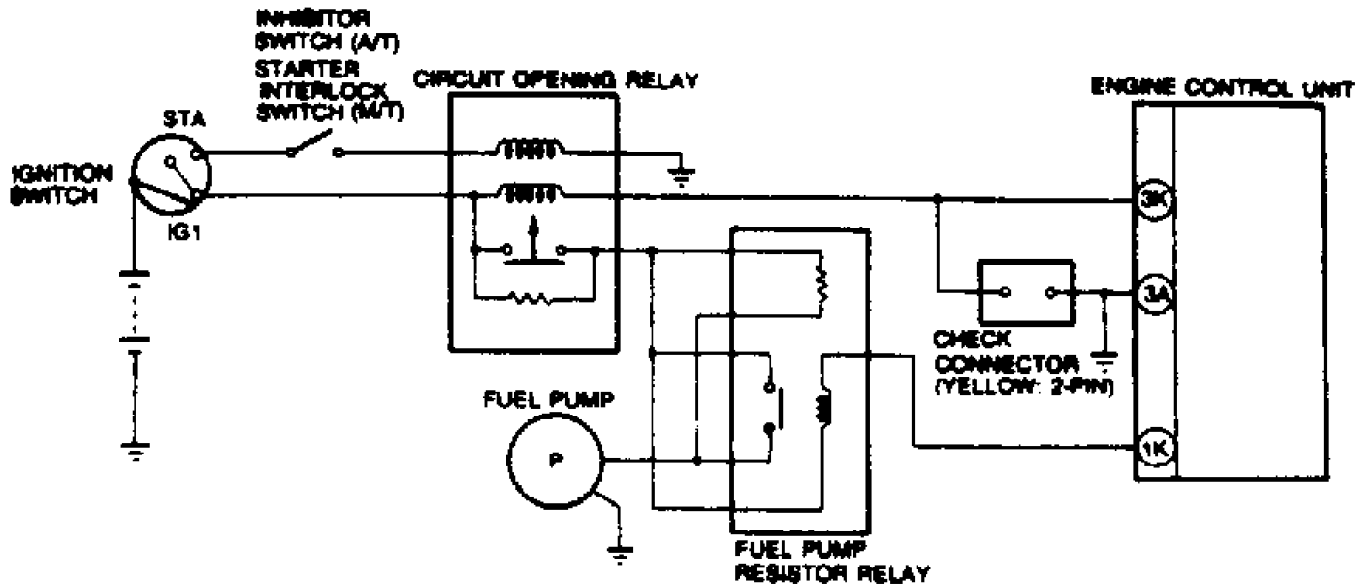 INHIBITOR
SWITCH (A/T)
STARTER
INTERLOCK
SWITCH (M/T)
CIRCUIT OPENING RELAY
ENGINE CONTROL UNIT
STA
IGNITION
SWITCH
IG1
3K
3A
CHECK
CONNECTOR
(YELLOW: 2-PIN)
FUEL PUMP
P
1K
FUEL PUMP
RESISTOR RELAY